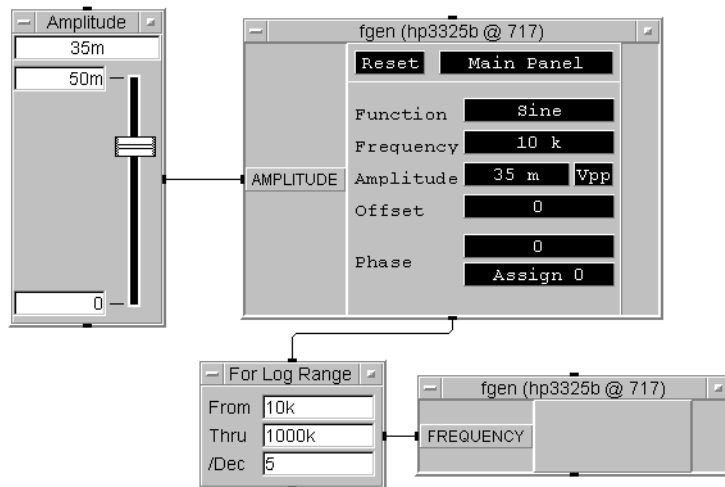 Amplitude
35m
50m
0
fgen (hp3325b @ 717)
Reset Main Panel
Function Sine
Frequency 10 k
AMPLITUDE Amplitude 35 m Vpp
Offset 0
Phase 0
Assign 0
For Log Range
From 10k
Thru 1000k
/Dec 5
fgen (hp3325b @ 717)
FREQUENCY